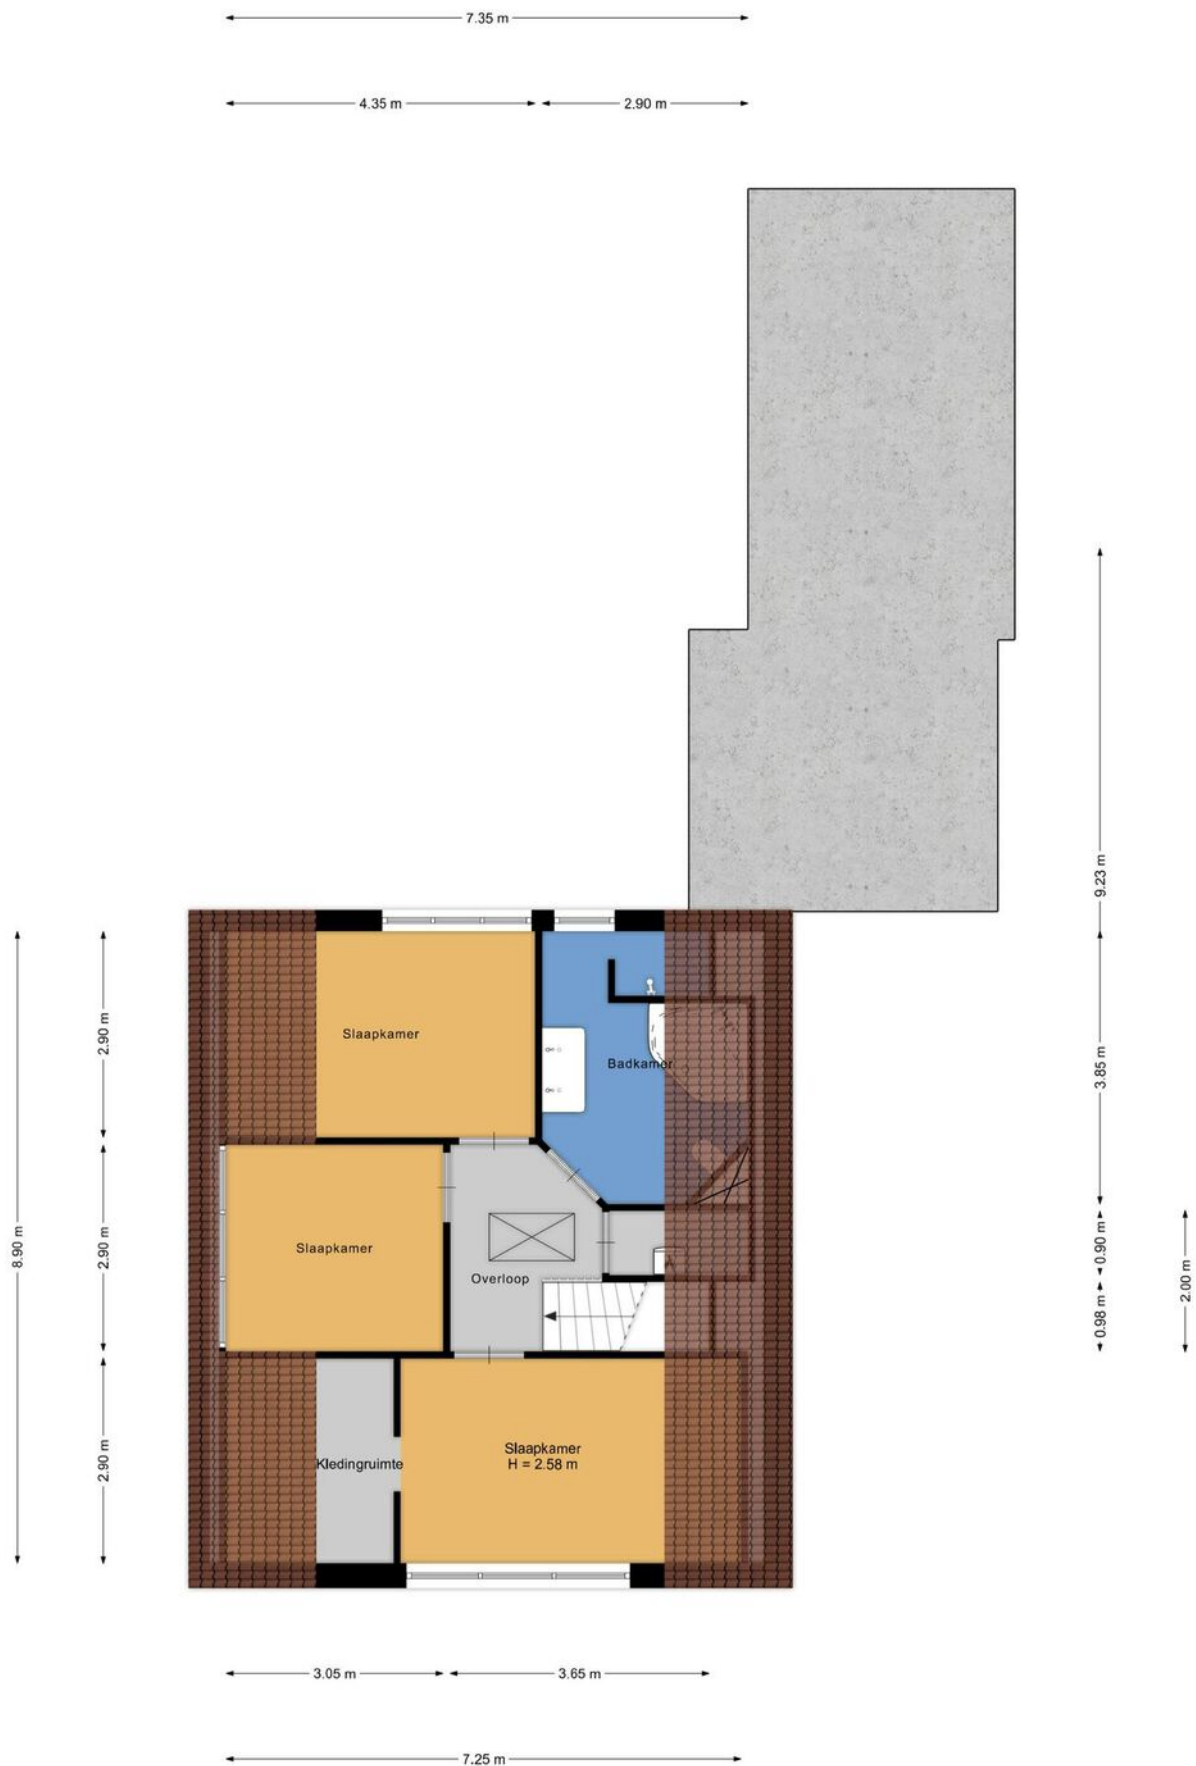 7.35 m
4.35 m
2.90 m
9.23 m
2.90 m
Slaapkamer
Badkamer
3.85 m
8.90 m
2.90 m
Slaapkamer
Overloop
0.90 m
0.98 m
2.00 m
2.90 m
Kledingruimte
Slaapkamer
H = 2.58 m
3.05 m
3.65 m
7.25 m